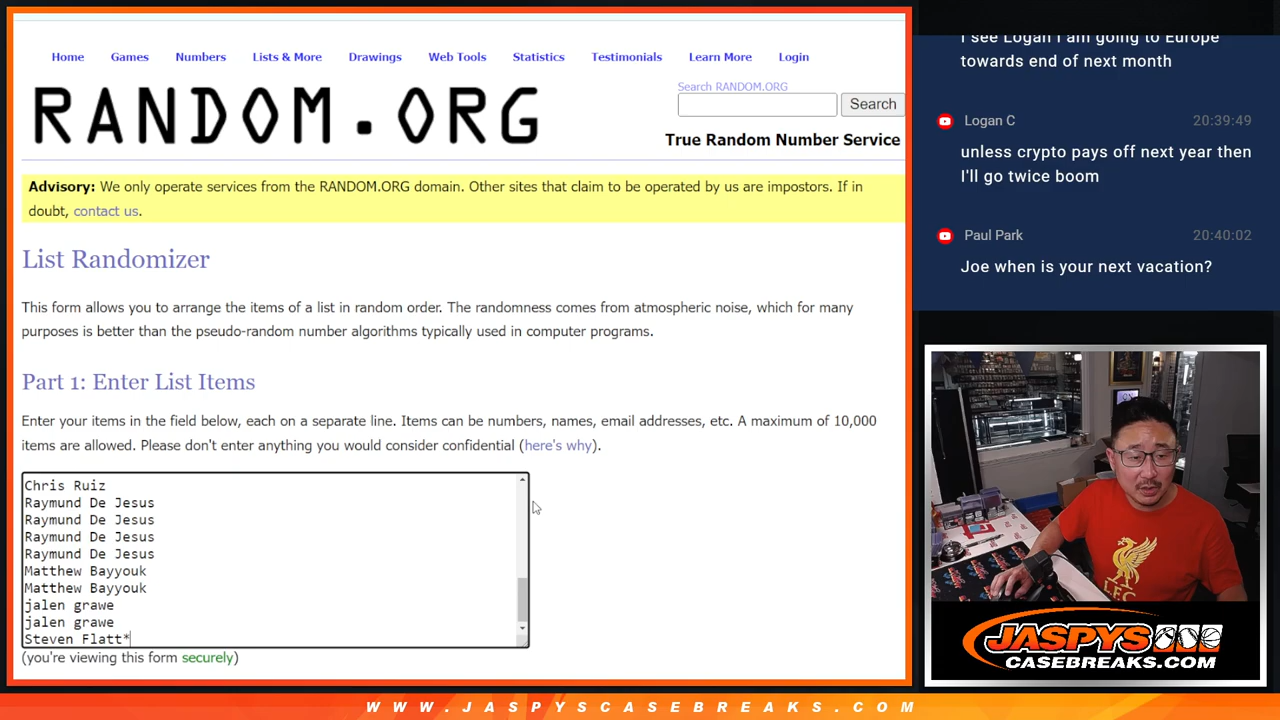 Home Games Numbers Lists & More Drawings Web Tools Statistics Testimonials Learn More Login
RANDOM.ORG
Search RANDOM.ORG
Search
True Random Number Service
Advisory: We only operate services from the RANDOM.ORG domain. Other sites that claim to be operated by us are impostors. If in
doubt, contact us.
List Randomizer
This form allows you to arrange the items of a list in random order. The randomness comes from atmospheric noise, which for many
purposes is better than the pseudo-random number algorithms typically used in computer programs.
Part 1: Enter List Items
Enter your items in the field below, each on a separate line. Items can be numbers, names, email addresses, etc. A maximum of 10,000
items are allowed. Please don't enter anything you would consider confidential (here's why).
Chris Ruiz
Raymund De Jesus
Raymund De Jesus
Raymund De Jesus
Raymund De Jesus
Matthew Bayyouk
Matthew Bayyouk
jalen grawe
jalen grawe
Steven Flatt*
(you're viewing this form securely)
I see Logan I am going to Europe
towards end of next month
Logan C 20:39:49
unless crypto pays off next year then
I'll go twice boom
Paul Park 20:40:02
Joe when is your next vacation?
L.F.C.
JASPYS
CASEBREAKS.COM
WWW.JASPYSCASEBREAKS.COM